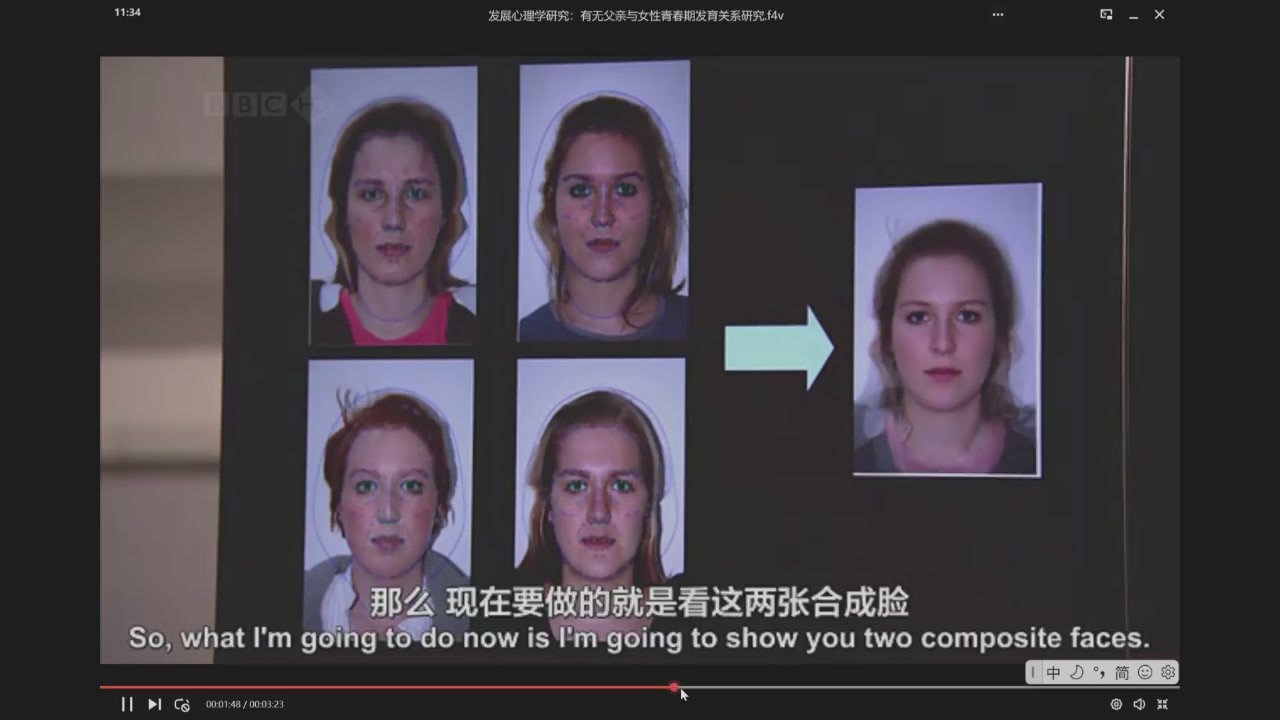 11:34
发展心理学研究：有无父亲与女性青春期发育关系研究.f4v
BBC HD
那么 现在要做的就是看这两张合成脸
So, what I'm going to do now is I'm going to show you two composite faces.
中 简
00:01:48 / 00:03:23